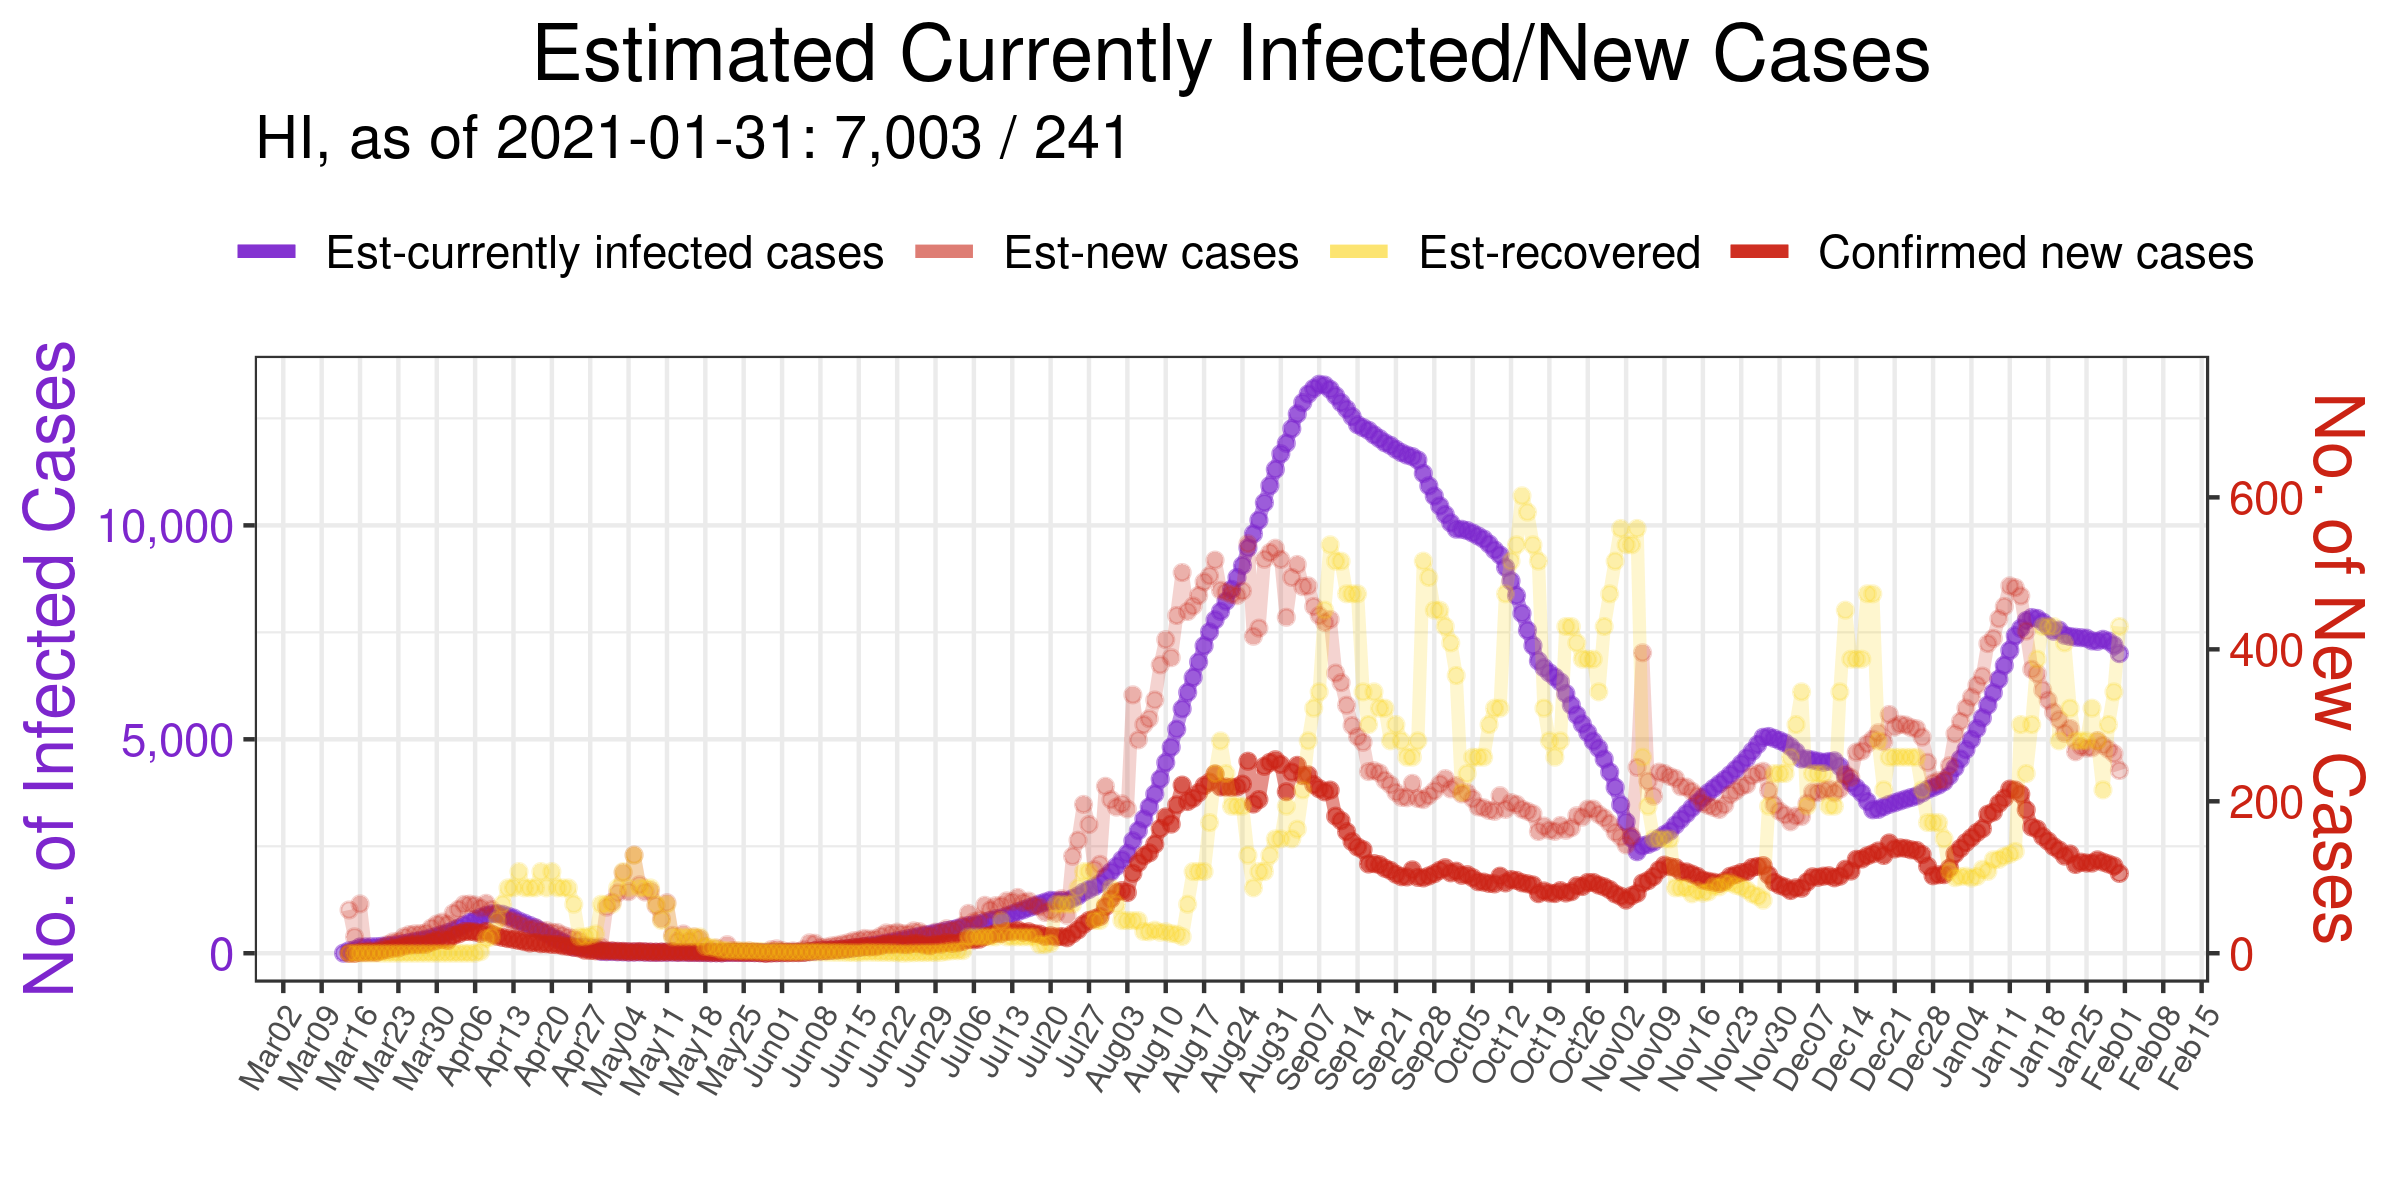 Estimated Currently Infected/New Cases
HI, as of 2021-01-31: 7,003 / 241
Est-currently infected cases Est-new cases Est-recovered Confirmed new cases
No. of Infected Cases
10,000
5,000
0
600
400
200
0
No. of New Cases
Mar02 Mar09 Mar16 Mar23 Mar30 Apr06 Apr13 Apr20 Apr27 May04 May11 May18 May25 Jun01 Jun08 Jun15 Jun22 Jun29 Jul06 Jul13 Jul20 Jul27 Aug03 Aug10 Aug17 Aug24 Aug31 Sep07 Sep14 Sep21 Sep28 Oct05 Oct12 Oct19 Oct26 Nov02 Nov09 Nov16 Nov23 Nov30 Dec07 Dec14 Dec21 Dec28 Dec04 Jan11 Jan18 Jan25 Feb01 Feb08 Feb15